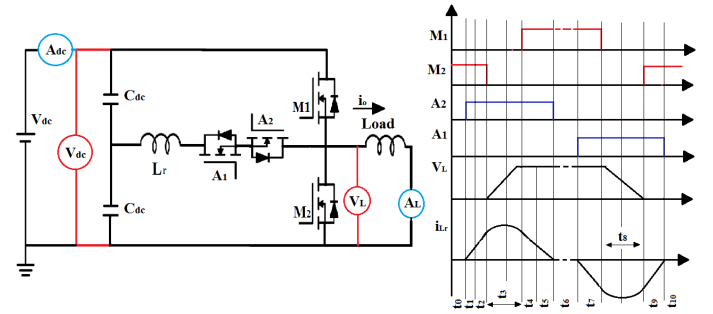 Adc
Vdc
Vdc
Cdc
Cdc
Lr
A1
A2
M1
M2
io
Load
VL
AL
M1
M2
A2
A1
VL
iLr
t8
t0
t1
t2
t3
t4
t5
t6
t7
t9
t10